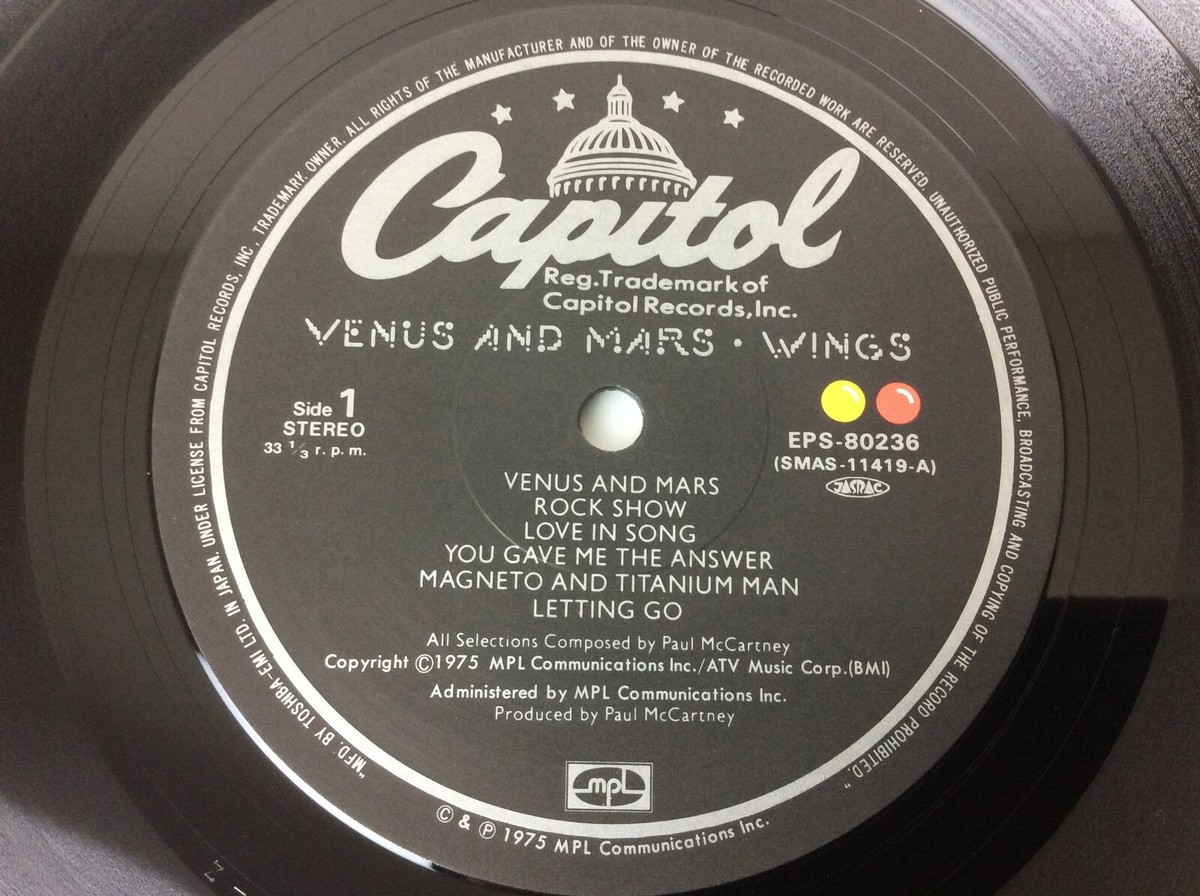 "MFD. BY TOSHIBA-EMI LTD. IN JAPAN. UNDER LICENSE FROM CAPITOL RECORDS, INC, TRADEMARK. OWNER. ALL RIGHTS OF THE MANUFACTURER AND OF THE OWNER OF THE RECORDED WORK ARE RESERVED. UNAUTHORIZED PUBLIC PERFORMANCE, BROADCASTING AND COPYING OF THE RECORD PROHIBITED."
Capitol
Reg.Trademark of
Capitol Records,Inc.
VENUS AND MARS · WINGS
Side 1
STEREO
33 1/3 r.p.m.
EPS-80236
(SMAS-11419-A)
JASRAC
VENUS AND MARS
ROCK SHOW
LOVE IN SONG
YOU GAVE ME THE ANSWER
MAGNETO AND TITANIUM MAN
LETTING GO
All Selections Composed by Paul McCartney
Copyright ©1975 MPL Communications Inc./ATV Music Corp.(BMI)
Administered by MPL Communications Inc.
Produced by Paul McCartney
mpl
© & ℗ 1975 MPL Communications Inc.